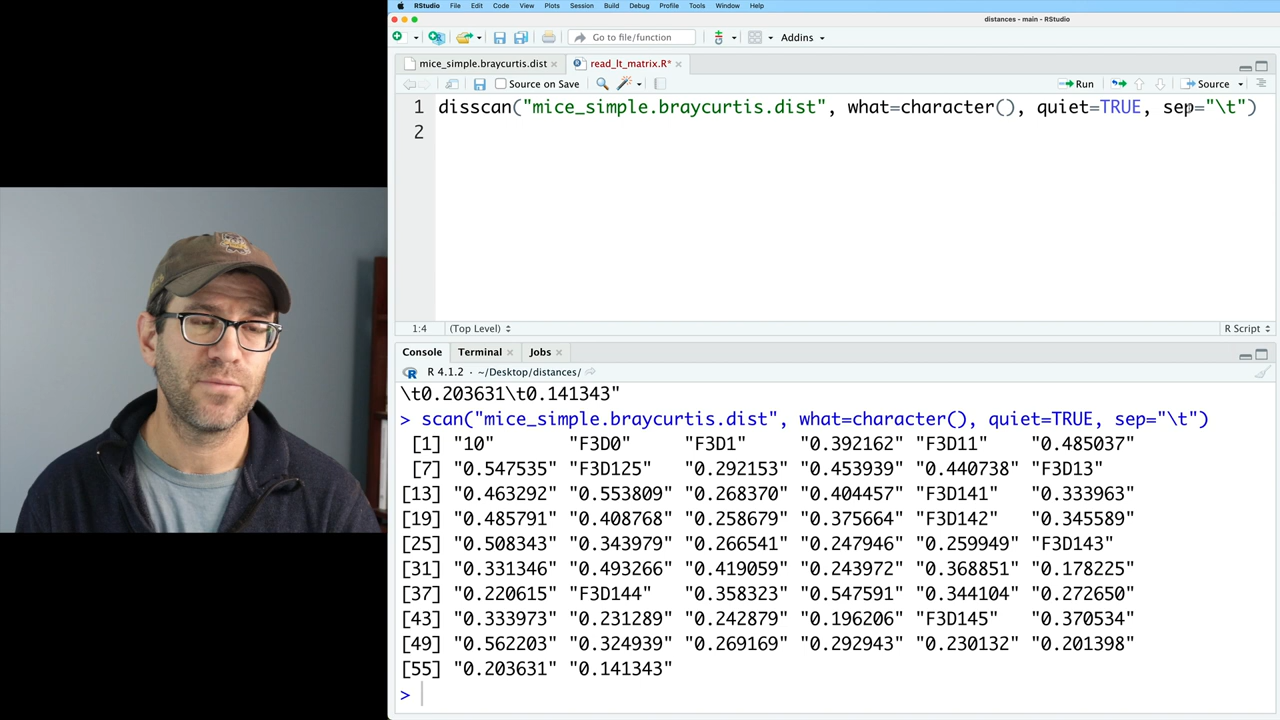 RStudio File Edit Code View Plots Session Build Debug Profile Tools Window Help
distances - main - RStudio
Go to file/function Addins
mice_simple.braycurtis.dist read_lt_matrix.R*
Source on Save Run Source
1 disscan("mice_simple.braycurtis.dist", what=character(), quiet=TRUE, sep="\t")
2
1:4 (Top Level) R Script
Console Terminal Jobs
R 4.1.2 · ~/Desktop/distances/
\t0.203631\t0.141343"
> scan("mice_simple.braycurtis.dist", what=character(), quiet=TRUE, sep="\t")
[1] "10" "F3D0" "F3D1" "0.392162" "F3D11" "0.485037"
[7] "0.547535" "F3D125" "0.292153" "0.453939" "0.440738" "F3D13"
[13] "0.463292" "0.553809" "0.268370" "0.404457" "F3D141" "0.333963"
[19] "0.485791" "0.408768" "0.258679" "0.375664" "F3D142" "0.345589"
[25] "0.508343" "0.343979" "0.266541" "0.247946" "0.259949" "F3D143"
[31] "0.331346" "0.493266" "0.419059" "0.243972" "0.368851" "0.178225"
[37] "0.220615" "F3D144" "0.358323" "0.547591" "0.344104" "0.272650"
[43] "0.333973" "0.231289" "0.242879" "0.196206" "F3D145" "0.370534"
[49] "0.562203" "0.324939" "0.269169" "0.292943" "0.230132" "0.201398"
[55] "0.203631" "0.141343"
>